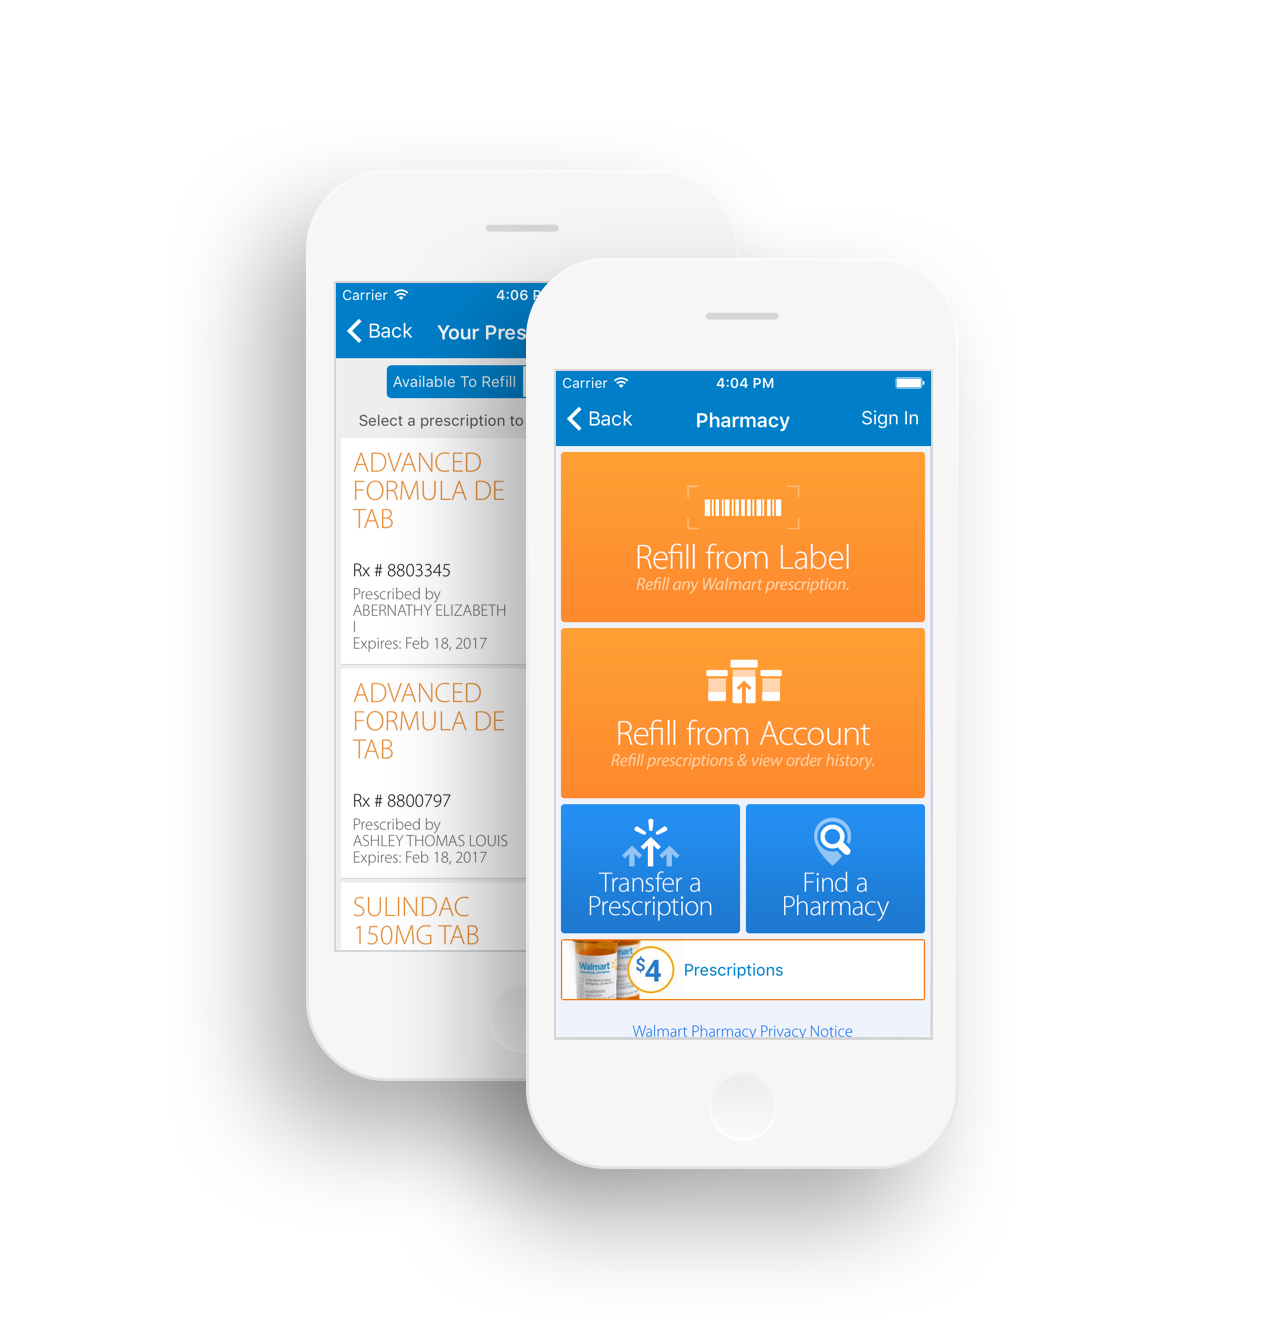 Carrier
4:06 P
Back
Your Pres
Available To Refill
Select a prescription to
ADVANCED
FORMULA DE
TAB
Rx # 8803345
Prescribed by
ABERNATHY ELIZABETH
I
Expires: Feb 18, 2017
ADVANCED
FORMULA DE
TAB
Rx # 8800797
Prescribed by
ASHLEY THOMAS LOUIS
Expires: Feb 18, 2017
SULINDAC
150MG TAB
Carrier
4:04 PM
Back
Pharmacy
Sign In
Refill from Label
Refill any Walmart prescription.
Refill from Account
Refill prescriptions & view order history.
Transfer a
Prescription
Find a
Pharmacy
Walmart
$4
Prescriptions
Walmart Pharmacy Privacy Notice